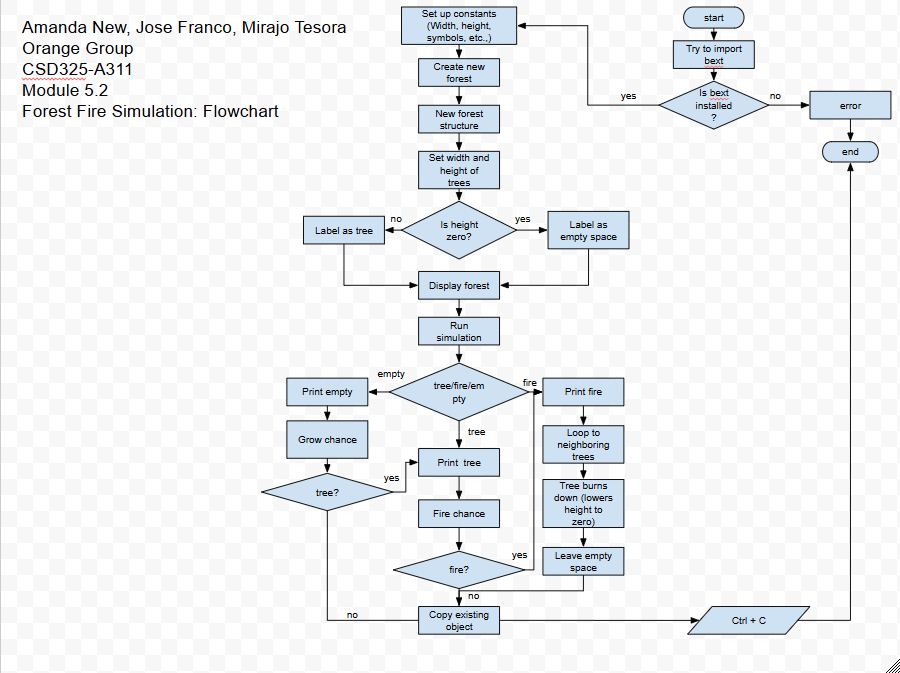 Amanda New, Jose Franco, Mirajo Tesora
Orange Group
CSD325-A311
Module 5.2
Forest Fire Simulation: Flowchart
start
Try to import
bext
Is bext
installed
?
yes
no
error
end
Set up constants
(Width, height,
symbols, etc.,)
Create new
forest
New forest
structure
Set width and
height of
trees
Is height
zero?
no
yes
Label as tree
Label as
empty space
Display forest
Run
simulation
tree/fire/em
pty
empty
fire
tree
Print empty
Grow chance
tree?
yes
no
Print tree
Fire chance
fire?
yes
no
Print fire
Loop to
neighboring
trees
Tree burns
down (lowers
height to
zero)
Leave empty
space
Copy existing
object
Ctrl + C